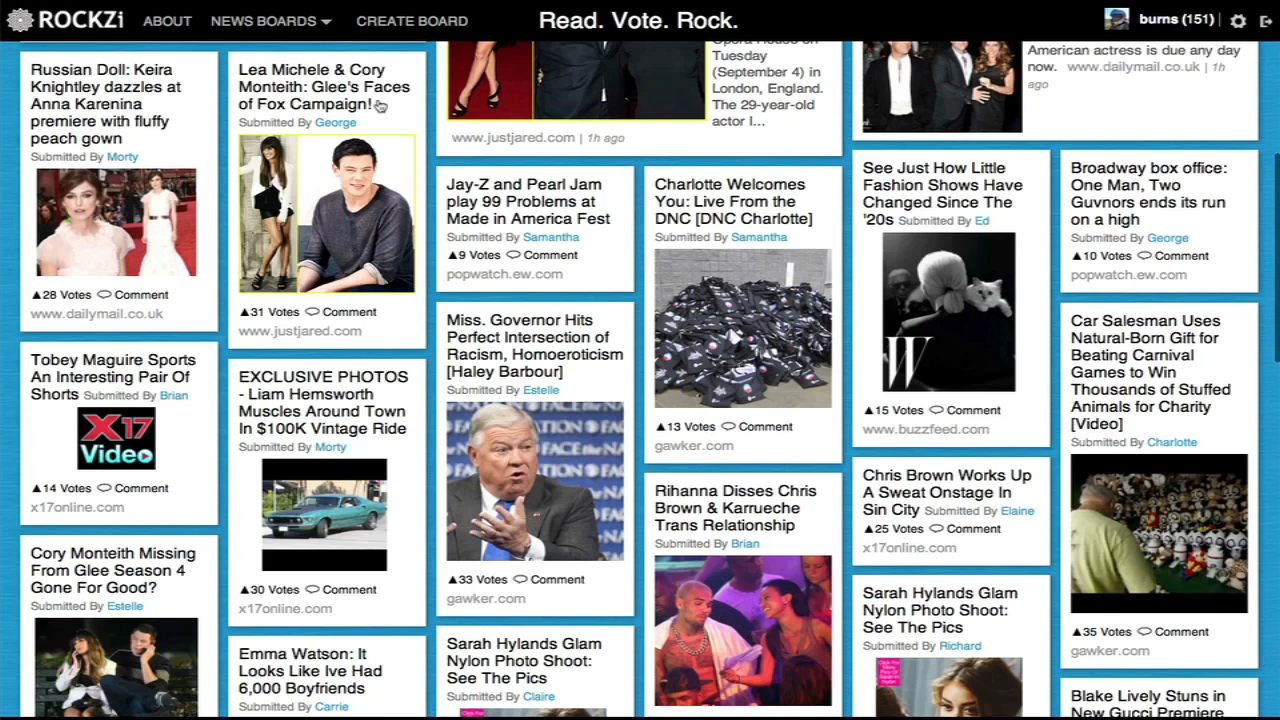 ROCKZi
ABOUT
NEWS BOARDS
CREATE BOARD
Read. Vote. Rock.
burns (151)
Russian Doll: Keira
Knightley dazzles at
Anna Karenina
premiere with fluffy
peach gown
Submitted By Morty
▲28 Votes Comment
www.dailymail.co.uk
Tobey Maguire Sports
An Interesting Pair Of
Shorts Submitted By Brian
X17
Video
▲14 Votes Comment
x17online.com
Cory Monteith Missing
From Glee Season 4
Gone For Good?
Submitted By Estelle
Lea Michele & Cory
Monteith: Glee's Faces
of Fox Campaign!
Submitted By George
▲31 Votes Comment
www.justjared.com
EXCLUSIVE PHOTOS
- Liam Hemsworth
Muscles Around Town
In $100K Vintage Ride
Submitted By Morty
▲30 Votes Comment
x17online.com
Emma Watson: It
Looks Like Ive Had
6,000 Boyfriends
Submitted By Carrie
Opera House on
Tuesday
(September 4) in
London, England.
The 29-year-old
actor I...
www.justjared.com | 1h ago
Jay-Z and Pearl Jam
play 99 Problems at
Made in America Fest
Submitted By Samantha
▲9 Votes Comment
popwatch.ew.com
Miss. Governor Hits
Perfect Intersection of
Racism, Homoeroticism
[Haley Barbour]
Submitted By Estelle
▲33 Votes Comment
gawker.com
Sarah Hylands Glam
Nylon Photo Shoot:
See The Pics
Submitted By Claire
Charlotte Welcomes
You: Live From the
DNC [DNC Charlotte]
Submitted By Samantha
▲13 Votes Comment
gawker.com
Rihanna Disses Chris
Brown & Karrueche
Trans Relationship
Submitted By Brian
American actress is due any day
now. www.dailymail.co.uk | 1h
ago
See Just How Little
Fashion Shows Have
Changed Since The
'20s Submitted By Ed
W
▲15 Votes Comment
www.buzzfeed.com
Chris Brown Works Up
A Sweat Onstage In
Sin City Submitted By Elaine
▲25 Votes Comment
x17online.com
Sarah Hylands Glam
Nylon Photo Shoot:
See The Pics
Submitted By Richard
Broadway box office:
One Man, Two
Guvnors ends its run
on a high
Submitted By George
▲10 Votes Comment
popwatch.ew.com
Car Salesman Uses
Natural-Born Gift for
Beating Carnival
Games to Win
Thousands of Stuffed
Animals for Charity
[Video]
Submitted By Charlotte
▲35 Votes Comment
gawker.com
Blake Lively Stuns in
New Gucci Premiere